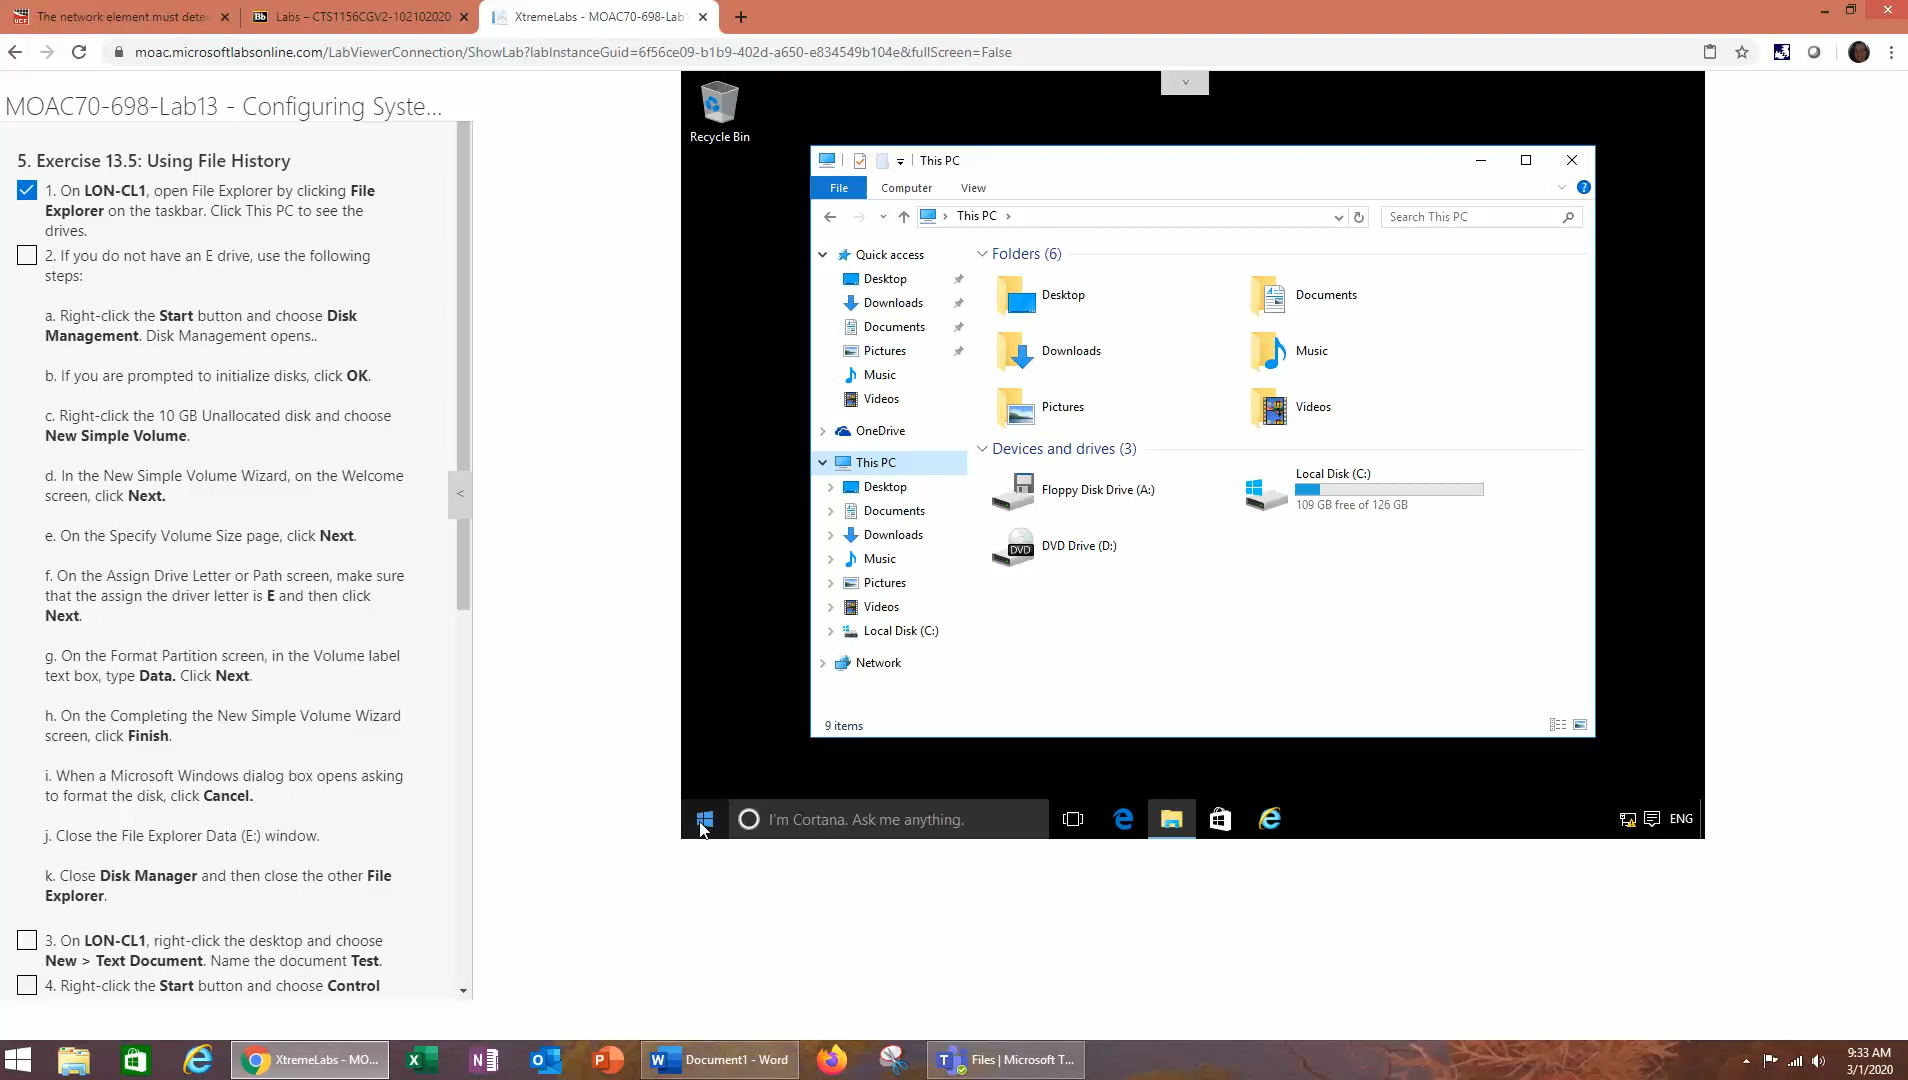 The network element must dete
Labs – CTS1156CGV2-102102020
XtremeLabs - MOAC70-698-Lab1
moac.microsoftlabsonline.com/LabViewerConnection/ShowLab?labInstanceGuid=6f56ce09-b1b9-402d-a650-e834549b104e&fullScreen=False
MOAC70-698-Lab13 - Configuring Syste...
5. Exercise 13.5: Using File History
1. On LON-CL1, open File Explorer by clicking File
Explorer on the taskbar. Click This PC to see the
drives.
2. If you do not have an E drive, use the following
steps:
a. Right-click the Start button and choose Disk
Management. Disk Management opens..
b. If you are prompted to initialize disks, click OK.
c. Right-click the 10 GB Unallocated disk and choose
New Simple Volume.
d. In the New Simple Volume Wizard, on the Welcome
screen, click Next.
e. On the Specify Volume Size page, click Next.
f. On the Assign Drive Letter or Path screen, make sure
that the assign the driver letter is E and then click
Next.
g. On the Format Partition screen, in the Volume label
text box, type Data. Click Next.
h. On the Completing the New Simple Volume Wizard
screen, click Finish.
i. When a Microsoft Windows dialog box opens asking
to format the disk, click Cancel.
j. Close the File Explorer Data (E:) window.
k. Close Disk Manager and then close the other File
Explorer.
3. On LON-CL1, right-click the desktop and choose
New > Text Document. Name the document Test.
4. Right-click the Start button and choose Control
<
Recycle Bin
This PC
File Computer View
This PC
Search This PC
Quick access
Desktop
Downloads
Documents
Pictures
Music
Videos
OneDrive
This PC
Desktop
Documents
Downloads
Music
Pictures
Videos
Local Disk (C:)
Network
Folders (6)
Desktop
Documents
Downloads
Music
Pictures
Videos
Devices and drives (3)
Floppy Disk Drive (A:)
Local Disk (C:)
109 GB free of 126 GB
DVD
DVD Drive (D:)
9 items
I'm Cortana. Ask me anything.
ENG
XtremeLabs - MO...
Document1 - Word
Files | Microsoft T...
9:33 AM
3/1/2020